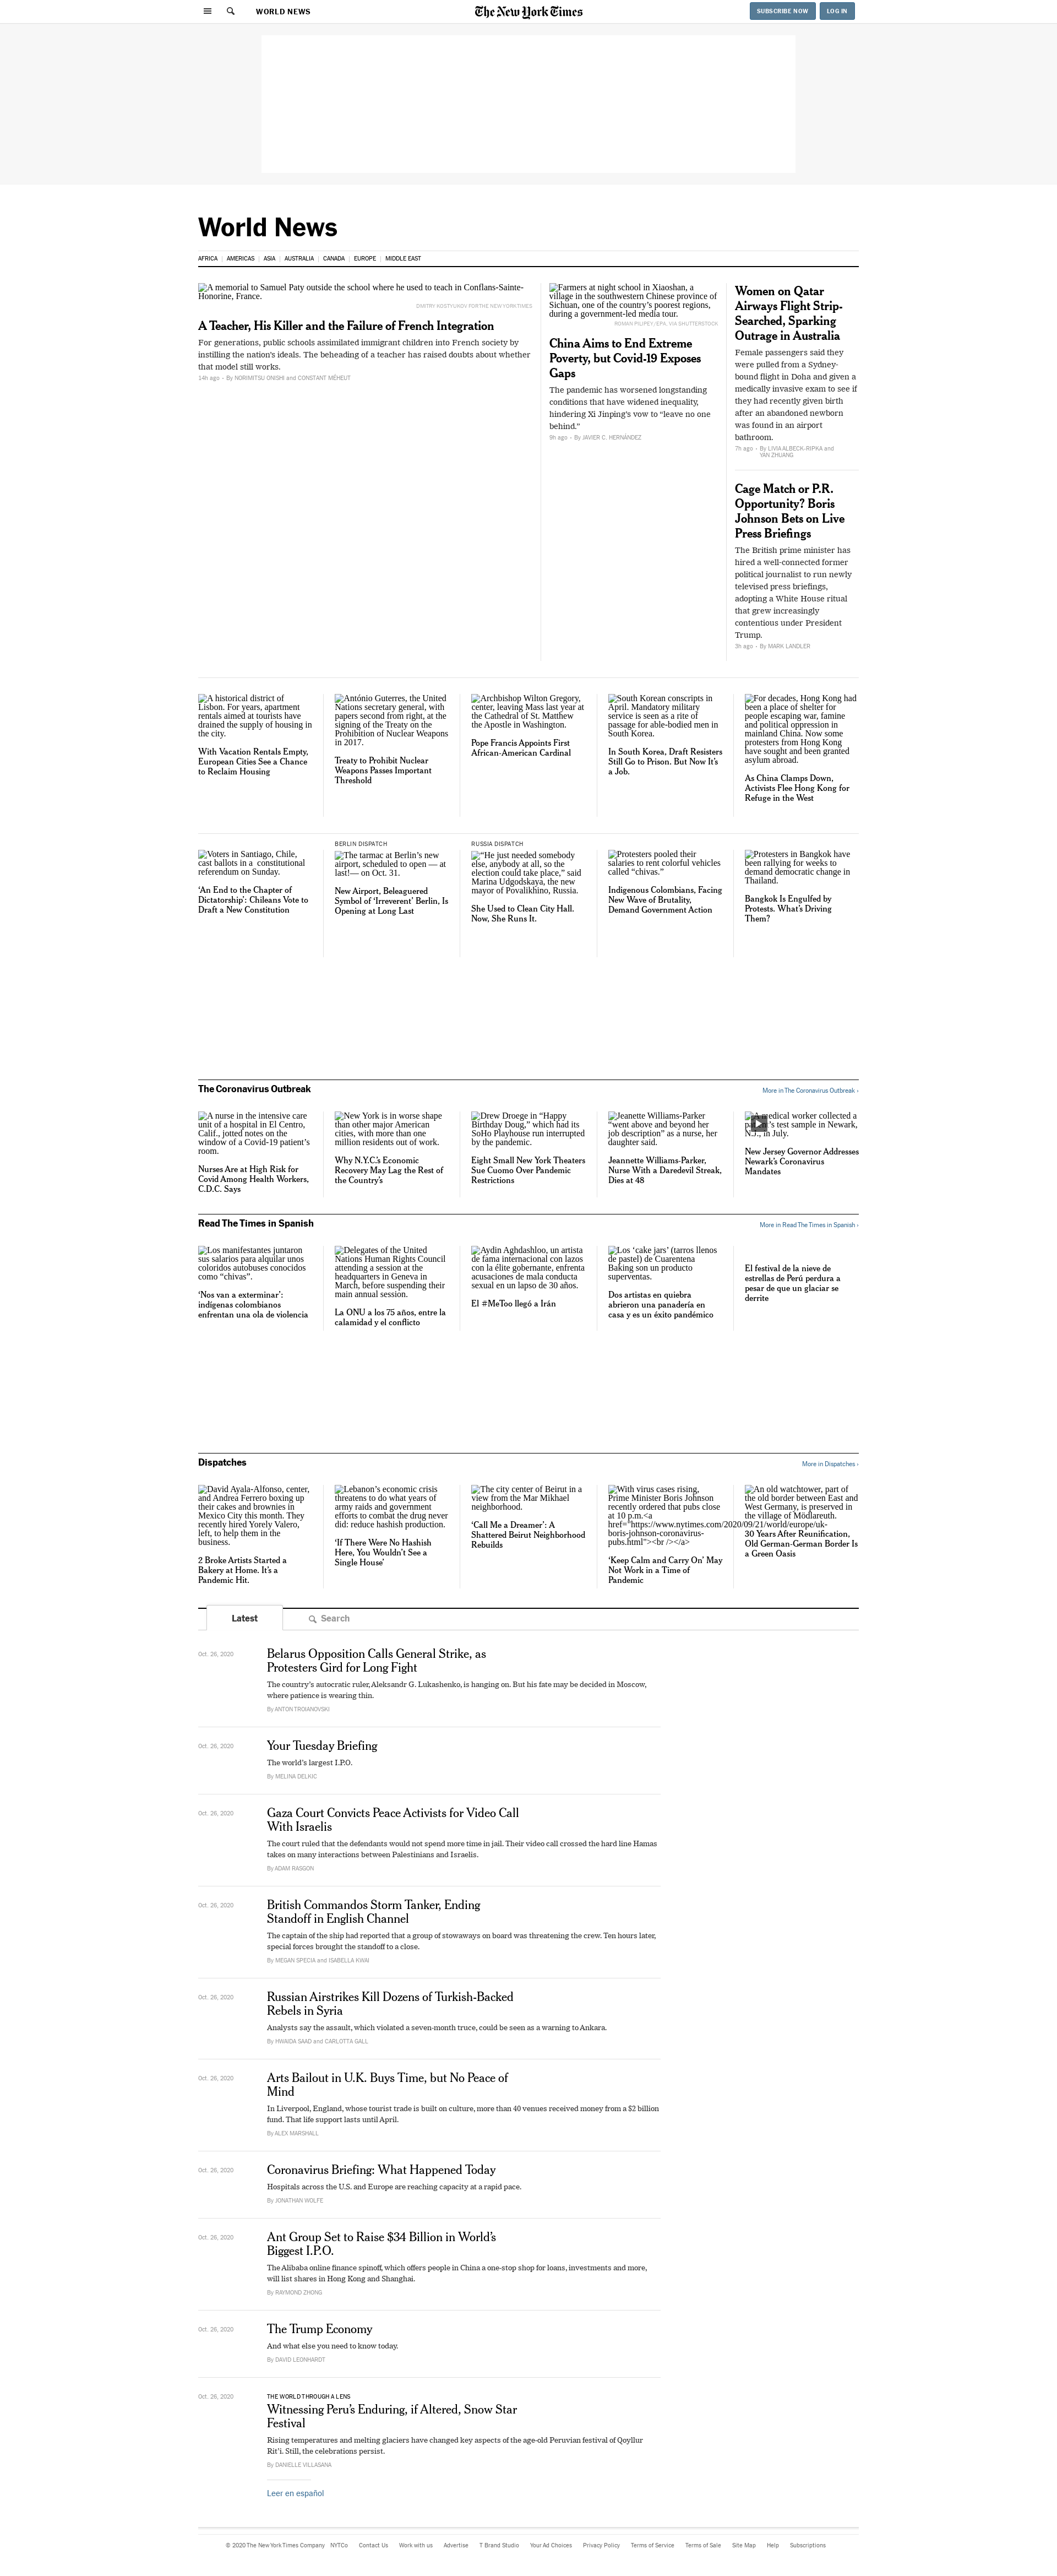 WORLD NEWS
The New York Times
SUBSCRIBE NOW
LOG IN
World News
AFRICA
AMERICAS
ASIA
AUSTRALIA
CANADA
EUROPE
MIDDLE EAST
A memorial to Samuel Paty outside the school where he used to teach in Conflans-Sainte-
Honorine, France.
DMITRY KOSTYUKOV FOR THE NEW YORK TIMES
A Teacher, His Killer and the Failure of French Integration
For generations, public schools assimilated immigrant children into French society by
instilling the nation's ideals. The beheading of a teacher has raised doubts about whether
that model still works.
14h ago - By NORIMITSU ONISHI and CONSTANT MÉHEUT
Farmers at night school in Xiaoshan, a
village in the southwestern Chinese province of
Sichuan, one of the country's poorest regions,
during a government-led media tour.
ROMAN PILIPEY/EPA, VIA SHUTTERSTOCK
China Aims to End Extreme
Poverty, but Covid-19 Exposes
Gaps
The pandemic has worsened longstanding
conditions that have widened inequality,
hindering Xi Jinping's vow to “leave no one
behind.”
9h ago - By JAVIER C. HERNÁNDEZ
Women on Qatar
Airways Flight Strip-
Searched, Sparking
Outrage in Australia
Female passengers said they
were pulled from a Sydney-
bound flight in Doha and given a
medically invasive exam to see if
they had recently given birth
after an abandoned newborn
was found in an airport
bathroom.
7h ago - By LIVIA ALBECK-RIPKA and
YAN ZHUANG
Cage Match or P.R.
Opportunity? Boris
Johnson Bets on Live
Press Briefings
The British prime minister has
hired a well-connected former
political journalist to run newly
televised press briefings,
adopting a White House ritual
that grew increasingly
contentious under President
Trump.
3h ago - By MARK LANDLER
A historical district of
Lisbon. For years, apartment
rentals aimed at tourists have
drained the supply of housing in
the city.
With Vacation Rentals Empty,
European Cities See a Chance
to Reclaim Housing
António Guterres, the United
Nations secretary general, with
papers second from right, at the
signing of the Treaty on the
Prohibition of Nuclear Weapons
in 2017.
Treaty to Prohibit Nuclear
Weapons Passes Important
Threshold
Archbishop Wilton Gregory,
center, leaving Mass last year at
the Cathedral of St. Matthew
the Apostle in Washington.
Pope Francis Appoints First
African-American Cardinal
South Korean conscripts in
April. Mandatory military
service is seen as a rite of
passage for able-bodied men in
South Korea.
In South Korea, Draft Resisters
Still Go to Prison. But Now It's
a Job.
For decades, Hong Kong had
been a place of shelter for
people escaping war, famine
and political oppression in
mainland China. Now some
protesters from Hong Kong
have sought and been granted
asylum abroad.
As China Clamps Down,
Activists Flee Hong Kong for
Refuge in the West
Voters in Santiago, Chile,
cast ballots in a constitutional
referendum on Sunday.
‘An End to the Chapter of
Dictatorship’: Chileans Vote to
Draft a New Constitution
BERLIN DISPATCH
The tarmac at Berlin's new
airport, scheduled to open — at
last!— on Oct. 31.
New Airport, Beleaguered
Symbol of ‘Irreverent’ Berlin, Is
Opening at Long Last
RUSSIA DISPATCH
“He just needed somebody
else, anybody at all, so the
election could take place,” said
Marina Udgodskaya, the new
mayor of Povalikhino, Russia.
She Used to Clean City Hall.
Now, She Runs It.
Protesters pooled their
salaries to rent colorful vehicles
called “chivas.”
Indigenous Colombians, Facing
New Wave of Brutality,
Demand Government Action
Protesters in Bangkok have
been rallying for weeks to
demand democratic change in
Thailand.
Bangkok Is Engulfed by
Protests. What's Driving
Them?
The Coronavirus Outbreak
More in The Coronavirus Outbreak ›
A nurse in the intensive care
unit of a hospital in El Centro,
Calif., jotted notes on the
window of a Covid-19 patient's
room.
Nurses Are at High Risk for
Covid Among Health Workers,
C.D.C. Says
New York is in worse shape
than other major American
cities, with more than one
million residents out of work.
Why N.Y.C.'s Economic
Recovery May Lag the Rest of
the Country's
Drew Droege in “Happy
Birthday Doug,” which had its
SoHo Playhouse run interrupted
by the pandemic.
Eight Small New York Theaters
Sue Cuomo Over Pandemic
Restrictions
Jeanette Williams-Parker
“went above and beyond her
job description” as a nurse, her
daughter said.
Jeannette Williams-Parker,
Nurse With a Daredevil Streak,
Dies at 48
A medical worker collected a
's test sample in Newark,
N.J., in July.
New Jersey Governor Addresses
Newark's Coronavirus
Mandates
Read The Times in Spanish
More in Read The Times in Spanish ›
Los manifestantes juntaron
sus salarios para alquilar unos
coloridos autobuses conocidos
como “chivas”.
‘Nos van a exterminar’:
indígenas colombianos
enfrentan una ola de violencia
Delegates of the United
Nations Human Rights Council
attending a session at the
headquarters in Geneva in
March, before suspending their
main annual session.
La ONU a los 75 años, entre la
calamidad y el conflicto
Aydin Aghdashloo, un artista
de fama internacional con lazos
con la élite gobernante, enfrenta
acusaciones de mala conducta
sexual en un lapso de 30 años.
El #MeToo llegó a Irán
Los ‘cake jars’ (tarros llenos
de pastel) de Cuarentena
Baking son un producto
superventas.
Dos artistas en quiebra
abrieron una panadería en
casa y es un éxito pandémico
El festival de la nieve de
estrellas de Perú perdura a
pesar de que un glaciar se
derrite
Dispatches
More in Dispatches ›
David Ayala-Alfonso, center,
and Andrea Ferrero boxing up
their cakes and brownies in
Mexico City this month. They
recently hired Yorely Valero,
left, to help them in the
business.
2 Broke Artists Started a
Bakery at Home. It's a
Pandemic Hit.
Lebanon's economic crisis
threatens to do what years of
army raids and government
efforts to combat the drug never
did: reduce hashish production.
‘If There Were No Hashish
Here, You Wouldn't See a
Single House’
The city center of Beirut in a
view from the Mar Mikhael
neighborhood.
‘Call Me a Dreamer’: A
Shattered Beirut Neighborhood
Rebuilds
With virus cases rising,
Prime Minister Boris Johnson
recently ordered that pubs close
at 10 p.m.<a
href="https://www.nytimes.com/2020/09/21/world/europe/uk-
boris-johnson-coronavirus-
pubs.html"><br /></a>
‘Keep Calm and Carry On’ May
Not Work in a Time of
Pandemic
An old watchtower, part of
the old border between East and
West Germany, is preserved in
the village of Mödlareuth.
30 Years After Reunification,
Old German-German Border Is
a Green Oasis
Latest
Search
Oct. 26, 2020
Belarus Opposition Calls General Strike, as
Protesters Gird for Long Fight
The country's autocratic ruler, Aleksandr G. Lukashenko, is hanging on. But his fate may be decided in Moscow,
where patience is wearing thin.
By ANTON TROIANOVSKI
Oct. 26, 2020
Your Tuesday Briefing
The world's largest I.P.O.
By MELINA DELKIC
Oct. 26, 2020
Gaza Court Convicts Peace Activists for Video Call
With Israelis
The court ruled that the defendants would not spend more time in jail. Their video call crossed the hard line Hamas
takes on many interactions between Palestinians and Israelis.
By ADAM RASGON
Oct. 26, 2020
British Commandos Storm Tanker, Ending
Standoff in English Channel
The captain of the ship had reported that a group of stowaways on board was threatening the crew. Ten hours later,
special forces brought the standoff to a close.
By MEGAN SPECIA and ISABELLA KWAI
Oct. 26, 2020
Russian Airstrikes Kill Dozens of Turkish-Backed
Rebels in Syria
Analysts say the assault, which violated a seven-month truce, could be seen as a warning to Ankara.
By HWAIDA SAAD and CARLOTTA GALL
Oct. 26, 2020
Arts Bailout in U.K. Buys Time, but No Peace of
Mind
In Liverpool, England, whose tourist trade is built on culture, more than 40 venues received money from a $2 billion
fund. That life support lasts until April.
By ALEX MARSHALL
Oct. 26, 2020
Coronavirus Briefing: What Happened Today
Hospitals across the U.S. and Europe are reaching capacity at a rapid pace.
By JONATHAN WOLFE
Oct. 26, 2020
Ant Group Set to Raise $34 Billion in World's
Biggest I.P.O.
The Alibaba online finance spinoff, which offers people in China a one-stop shop for loans, investments and more,
will list shares in Hong Kong and Shanghai.
By RAYMOND ZHONG
Oct. 26, 2020
The Trump Economy
And what else you need to know today.
By DAVID LEONHARDT
Oct. 26, 2020
THE WORLD THROUGH A LENS
Witnessing Peru's Enduring, if Altered, Snow Star
Festival
Rising temperatures and melting glaciers have changed key aspects of the age-old Peruvian festival of Qoyllur
Rit'i. Still, the celebrations persist.
By DANIELLE VILLASANA
Leer en español
© 2020 The New York Times Company
NYTCo
Contact Us
Work with us
Advertise
T Brand Studio
Your Ad Choices
Privacy Policy
Terms of Service
Terms of Sale
Site Map
Help
Subscriptions